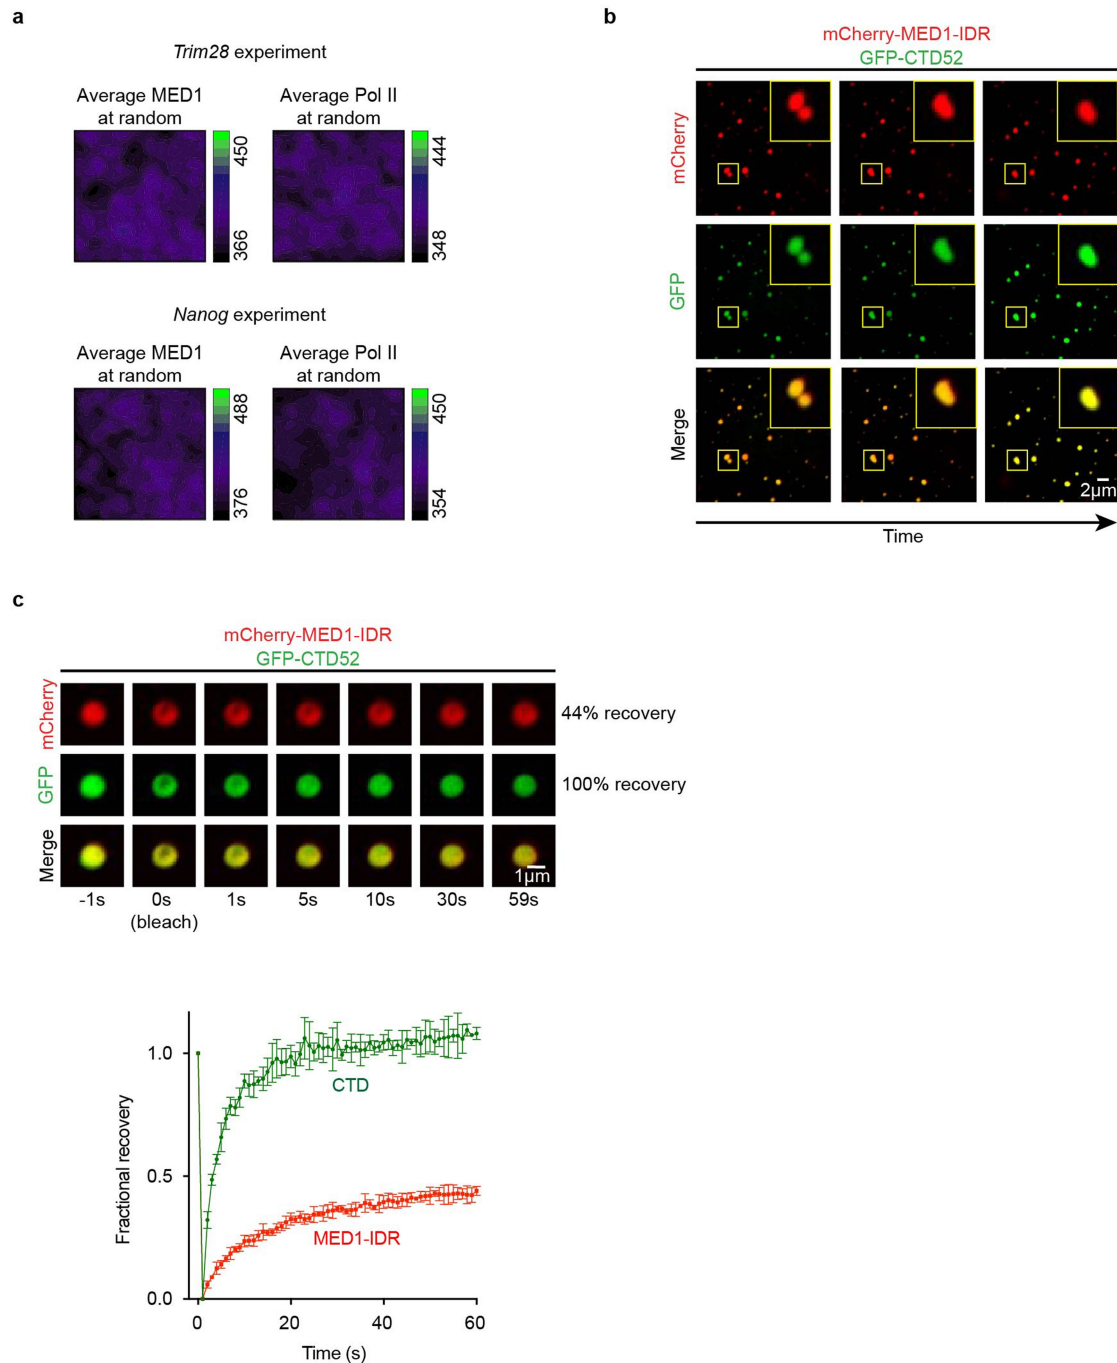 a
Trim28 experiment
Average MED1
at random
450
366
Average Pol II
at random
444
348
Nanog experiment
Average MED1
at random
488
376
Average Pol II
at random
450
354
b
mCherry-MED1-IDR
GFP-CTD52
mCherry
GFP
Merge
2µm
Time
c
mCherry-MED1-IDR
GFP-CTD52
mCherry
44% recovery
GFP
100% recovery
Merge
1µm
-1s 0s 1s 5s 10s 30s 59s
(bleach)
Fractional recovery
1.0
0.5
0.0
CTD
MED1-IDR
0 20 40 60
Time (s)